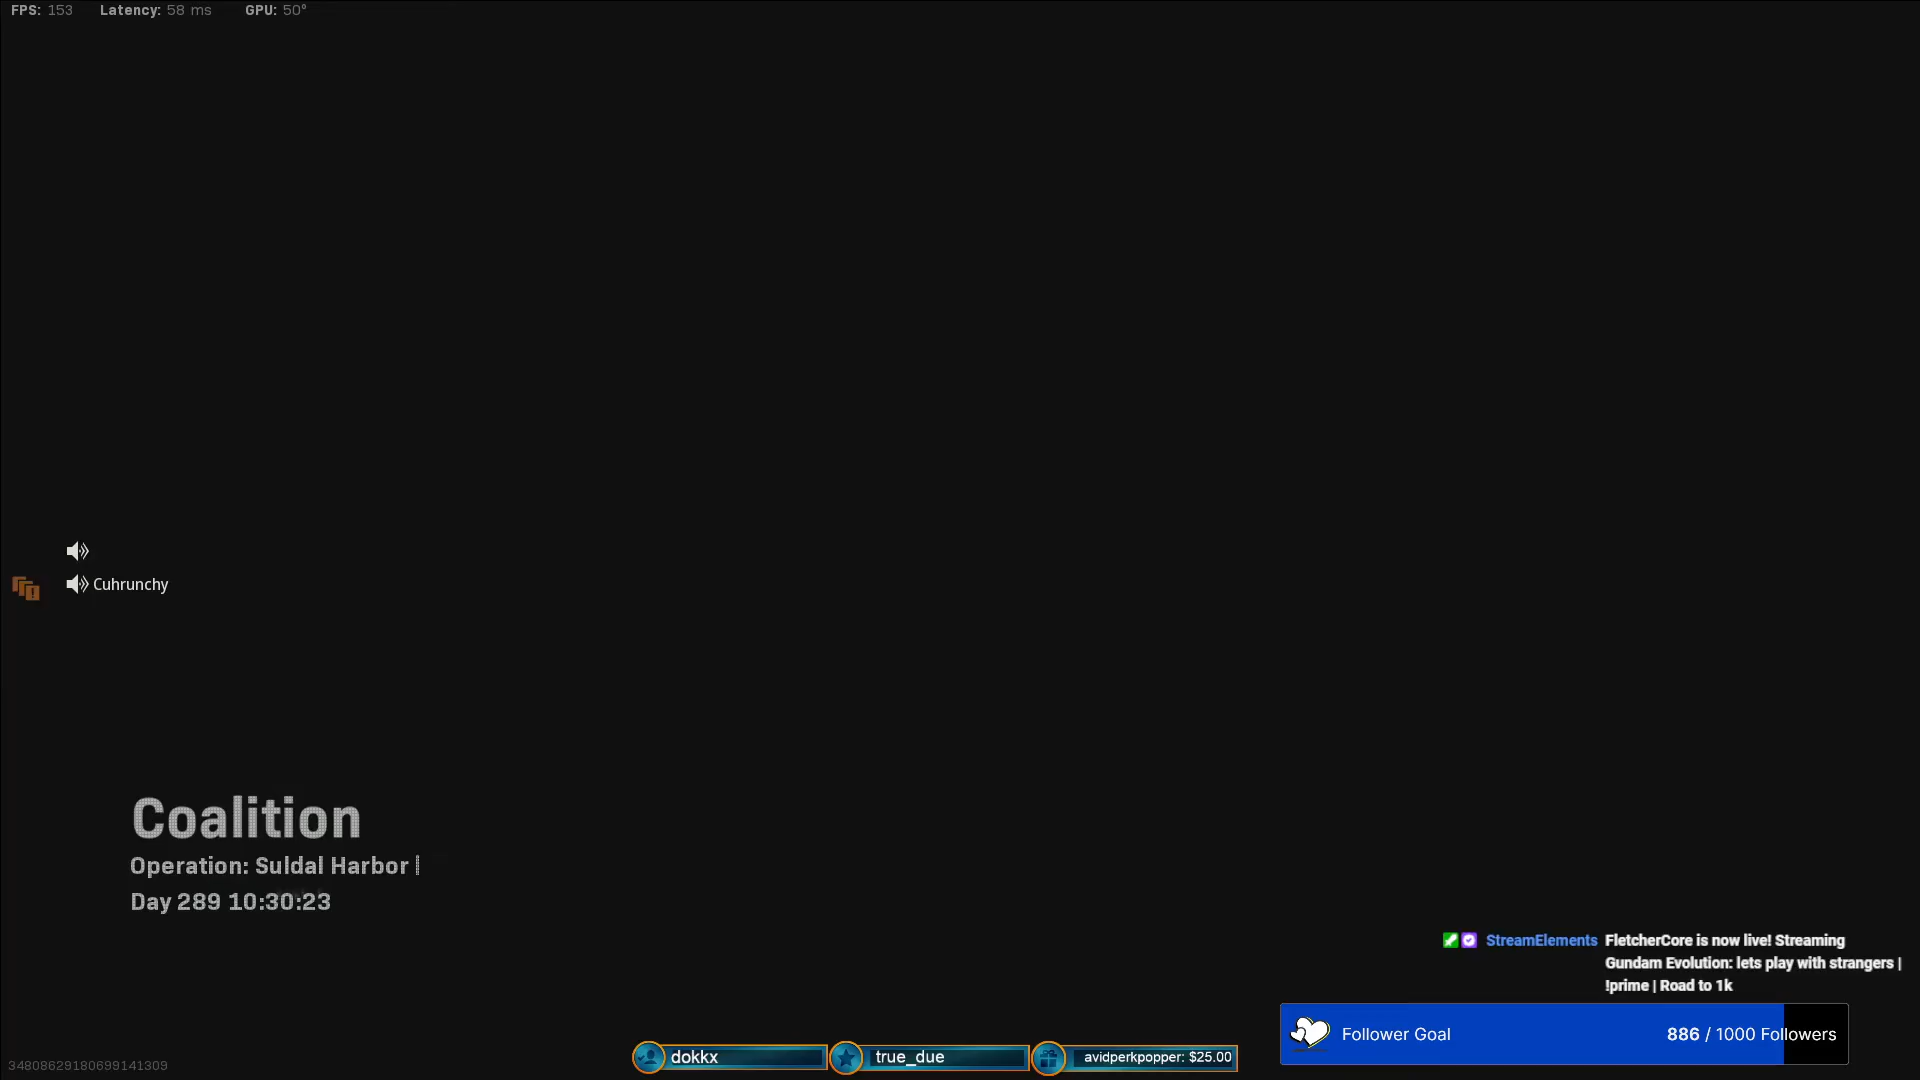 FPS: 153 Latency: 58 ms GPU: 50°
Cuhrunchy
Coalition
Operation: Suldal Harbor
Day 289 10:30:23
StreamElements FletcherCore is now live! Streaming
Gundam Evolution: lets play with strangers |
!prime | Road to 1k
Follower Goal 886 / 1000 Followers
dokkx true_due avidperkpopper: $25.00
34808629180699141309